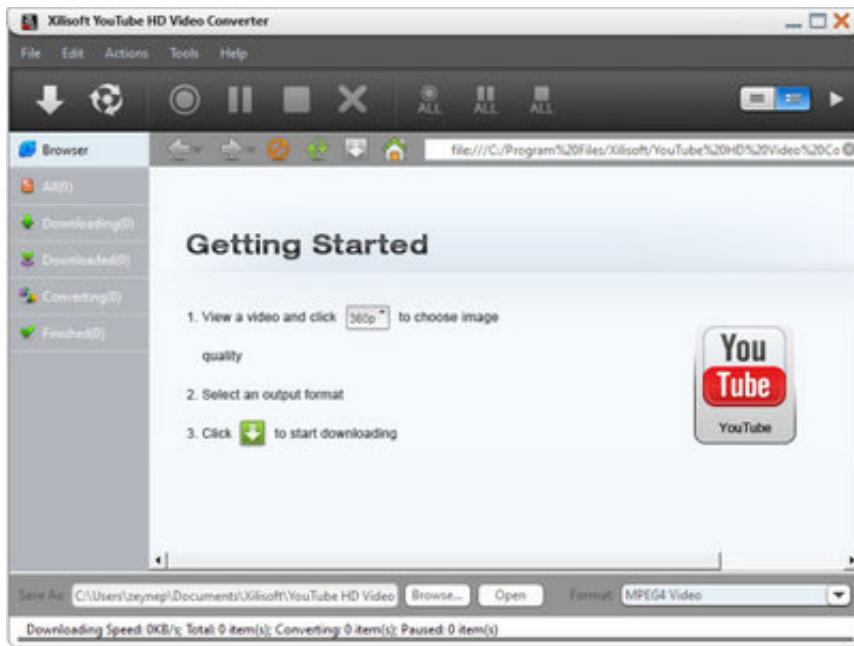 Xilisoft YouTube HD Video Converter
File Edit Actions Tools Help
ALL ALL ALL
Browser
file:///C:/Program%20Files/Xilisoft/YouTube%20HD%20Video%20Co
All(0)
Downloading(0)
Downloaded(0)
Converting(0)
Finished(0)
Getting Started
1. View a video and click 360p to choose image
quality
2. Select an output format
3. Click to start downloading
You
Tube
YouTube
Save As: C:\Users\zeynep\Documents\Xilisoft\YouTube HD Video Browse... Open Format: MPEG4 Video
Downloading Speed: 0KB/s; Total: 0 item(s); Converting: 0 item(s); Paused: 0 item(s)